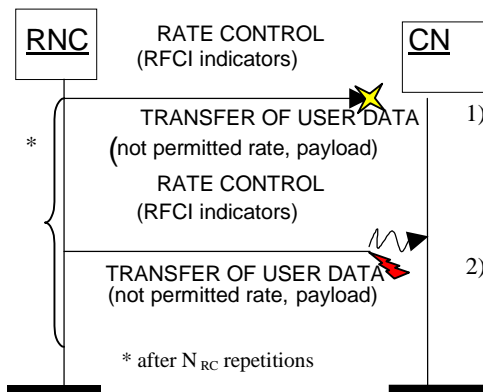 RNC
CN
RATE CONTROL
(RFCI indicators)
1)
TRANSFER OF USER DATA
(not permitted rate, payload)
*
RATE CONTROL
(RFCI indicators)
2)
TRANSFER OF USER DATA
(not permitted rate, payload)
* after N RC repetitions